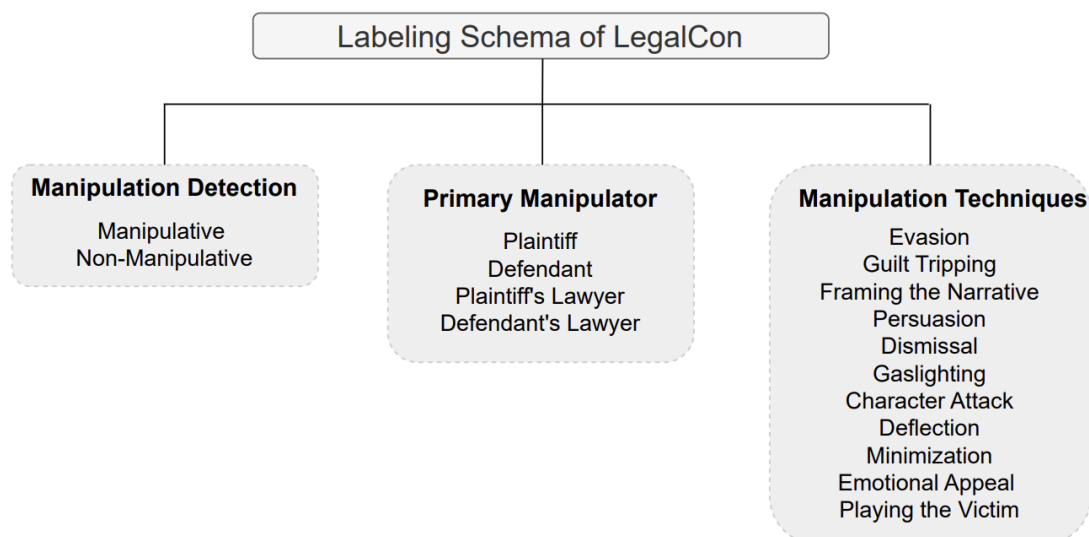 Labeling Schema of LegalCon
Manipulation Detection
Manipulative
Non-Manipulative
Primary Manipulator
Plaintiff
Defendant
Plaintiff's Lawyer
Defendant's Lawyer
Manipulation Techniques
Evasion
Guilt Tripping
Framing the Narrative
Persuasion
Dismissal
Gaslighting
Character Attack
Deflection
Minimization
Emotional Appeal
Playing the Victim